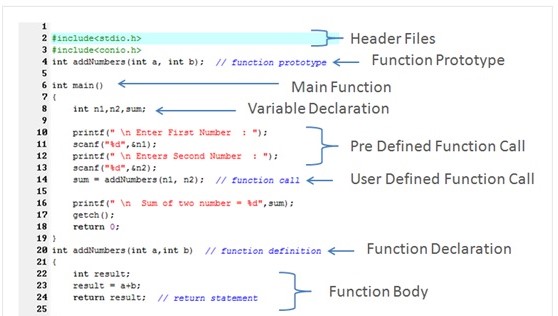 1
2 #include<stdio.h> Header Files
3 #include<conio.h>
4 int addNumbers(int a, int b); // function prototype Function Prototype
5
6 int main() Main Function
7 {
8 int n1,n2,sum; Variable Declaration
9
10 printf(" \n Enter First Number : ");
11 scanf("%d",&n1); Pre Defined Function Call
12 printf(" \n Enters Second Number : ");
13 scanf("%d",&n2);
14 sum = addNumbers(n1, n2); // function call User Defined Function Call
15
16 printf(" \n Sum of two number = %d",sum);
17 getch();
18 return 0;
19 }
20 int addNumbers(int a,int b) // function definition Function Declaration
21 {
22 int result;
23 result = a+b; Function Body
24 return result; // return statement
25